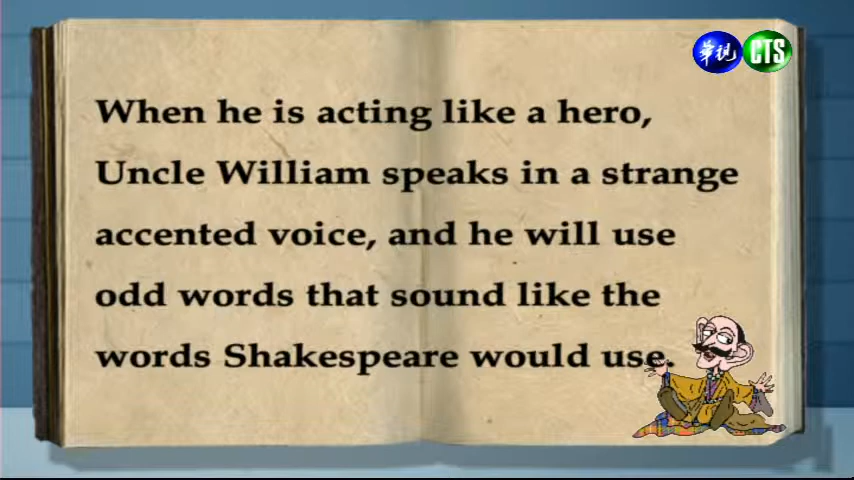 華視 CTS
When he is acting like a hero,
Uncle William speaks in a strange
accented voice, and he will use
odd words that sound like the
words Shakespeare would use.